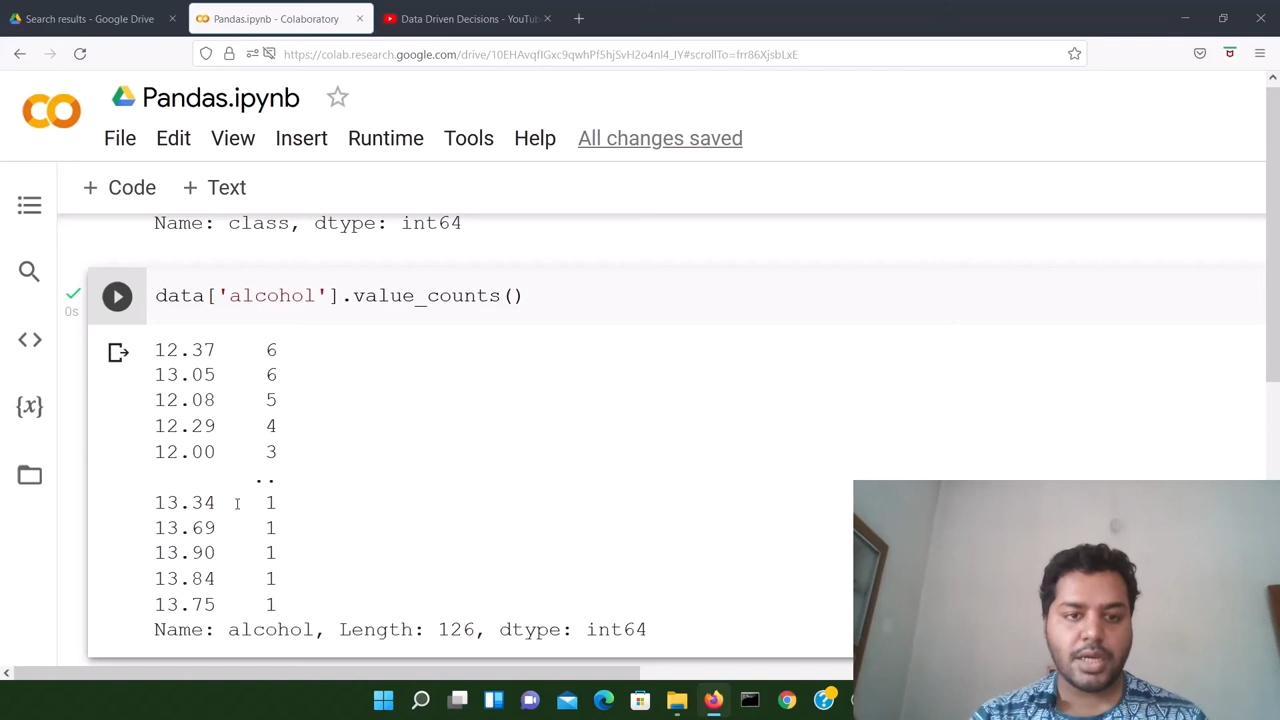 Search results - Google Drive
Pandas.ipynb - Colaboratory
Data Driven Decisions - YouTub
https://colab.research.google.com/drive/10EHAvqfIGxc9qwhPf5hjSvH2o4nl4_IY#scrollTo=frr86XjsbLxE
Pandas.ipynb
File Edit View Insert Runtime Tools Help All changes saved
+ Code + Text
Name: class, dtype: int64
data['alcohol'].value_counts()
0s
12.37 6
13.05 6
12.08 5
12.29 4
12.00 3
..
13.34 1
13.69 1
13.90 1
13.84 1
13.75 1
Name: alcohol, Length: 126, dtype: int64